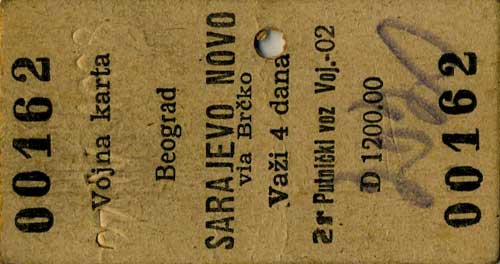 00162
Vojna karta
Beograd
SARAJEVO NOVO
via Brčko
Važi 4 dana
2r Putnički voz Voj.-02
D 1200.00
00162